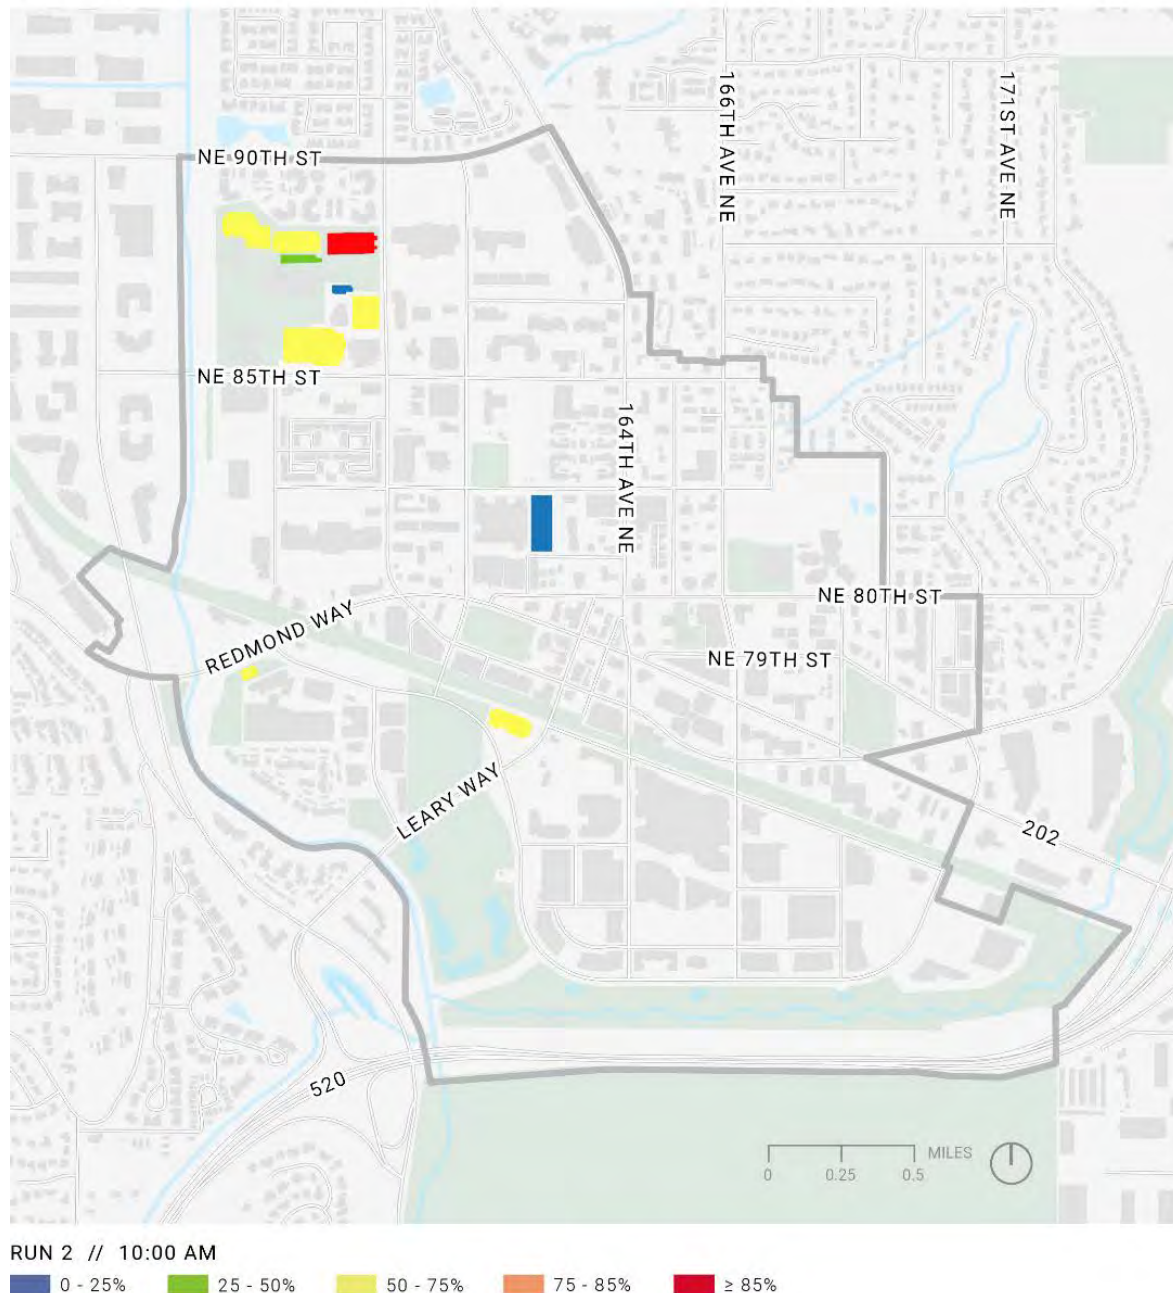 166TH AVE NE
171ST AVE NE
NE 90TH ST
NE 85TH ST
164TH AVE NE
NE 80TH ST
REDMOND WAY
NE 79TH ST
LEARY WAY
202
520
MILES
0 0.25 0.5
RUN 2 // 10:00 AM
0 - 25% 25 - 50% 50 - 75% 75 - 85% ≥ 85%